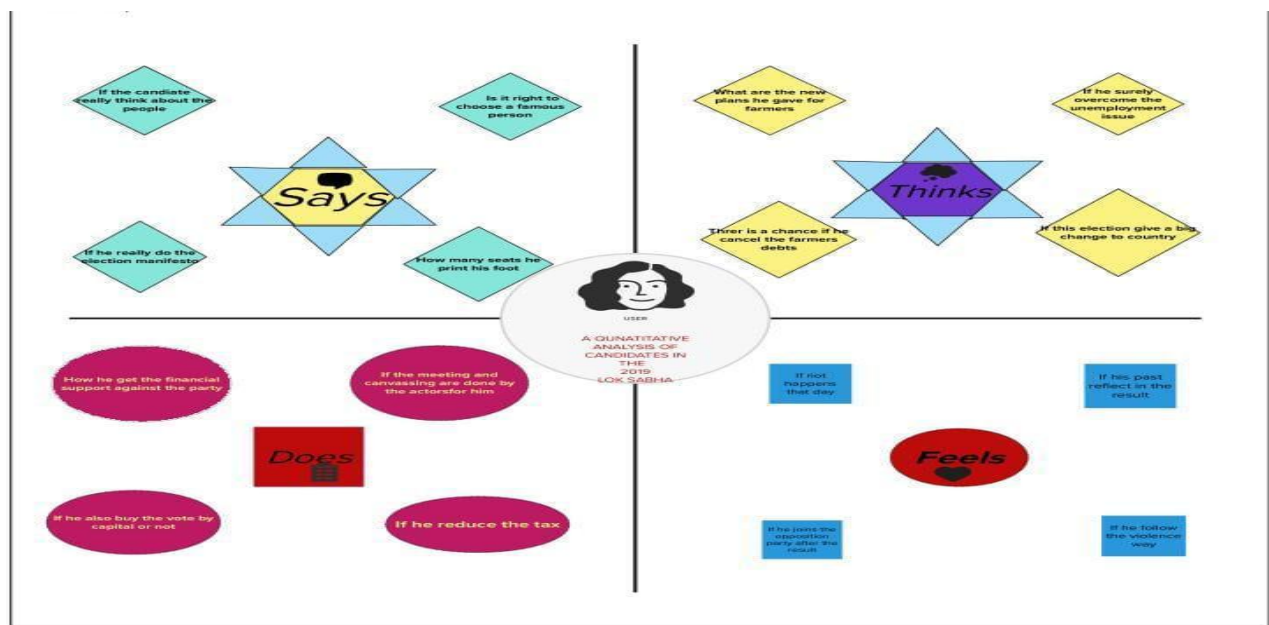 If the candiate
really think about the
people
Is it right to
choose a famous
person
Says
If he really do the
election manifesto
How many seats he
print his foot
What are the new
plans he gave for
farmers
If he surely
overcome the
unemployment
issue
Thinks
Threr is a chance if he
cancel the farmers
debts
If this election give a big
change to country
USER
A QUNATITATIVE
ANALYSIS OF
CANDIDATES IN
THE
2019
LOK SABHA
How he get the financial
support against the party
If the meeting and
canvassing are done by
the actorsfor him
Does
If he also buy the vote by
capital or not
If he reduce the tax
If not
happens
that day
If his past
reflect in the
result
Feels
If he joins the
opposition
party after the
result
If he follow
the violence
way